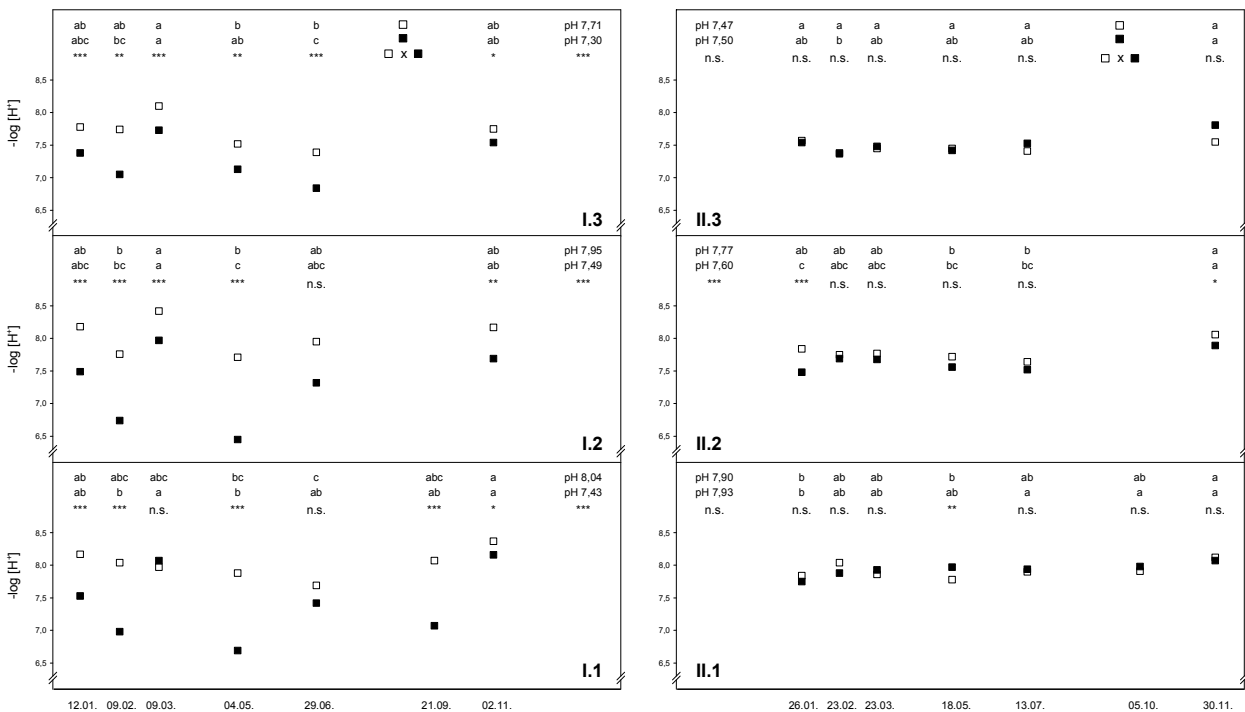 ab ab a b b ab pH 7,71
abc bc a ab c ab pH 7,30
*** ** *** ** *** x * ***
8,5
8,0
7,5
7,0
6,5
-log [H⁺]
I.3
pH 7,47 a a a a a a
pH 7,50 ab b ab ab ab a
n.s. n.s. n.s. n.s. n.s. n.s. x n.s.
8,5
8,0
7,5
7,0
6,5
II.3
ab b a b ab ab pH 7,95
abc bc a c abc ab pH 7,49
*** *** *** *** n.s. ** ***
8,5
8,0
7,5
7,0
6,5
-log [H⁺]
I.2
pH 7,77 ab ab ab b b a
pH 7,60 c abc abc bc bc a
*** *** n.s. n.s. n.s. n.s. *
8,5
8,0
7,5
7,0
6,5
II.2
ab abc abc bc c abc a pH 8,04
ab b a b ab ab a pH 7,43
*** *** n.s. *** n.s. *** * ***
8,5
8,0
7,5
7,0
6,5
-log [H⁺]
I.1
pH 7,90 b ab ab b a ab a
pH 7,93 b ab ab ab a a a
n.s. n.s. n.s. n.s. ** n.s. n.s. n.s.
8,5
8,0
7,5
7,0
6,5
II.1
12.01. 09.02. 09.03. 04.05. 29.06. 21.09. 02.11.
26.01. 23.02. 23.03. 18.05. 13.07. 05.10. 30.11.